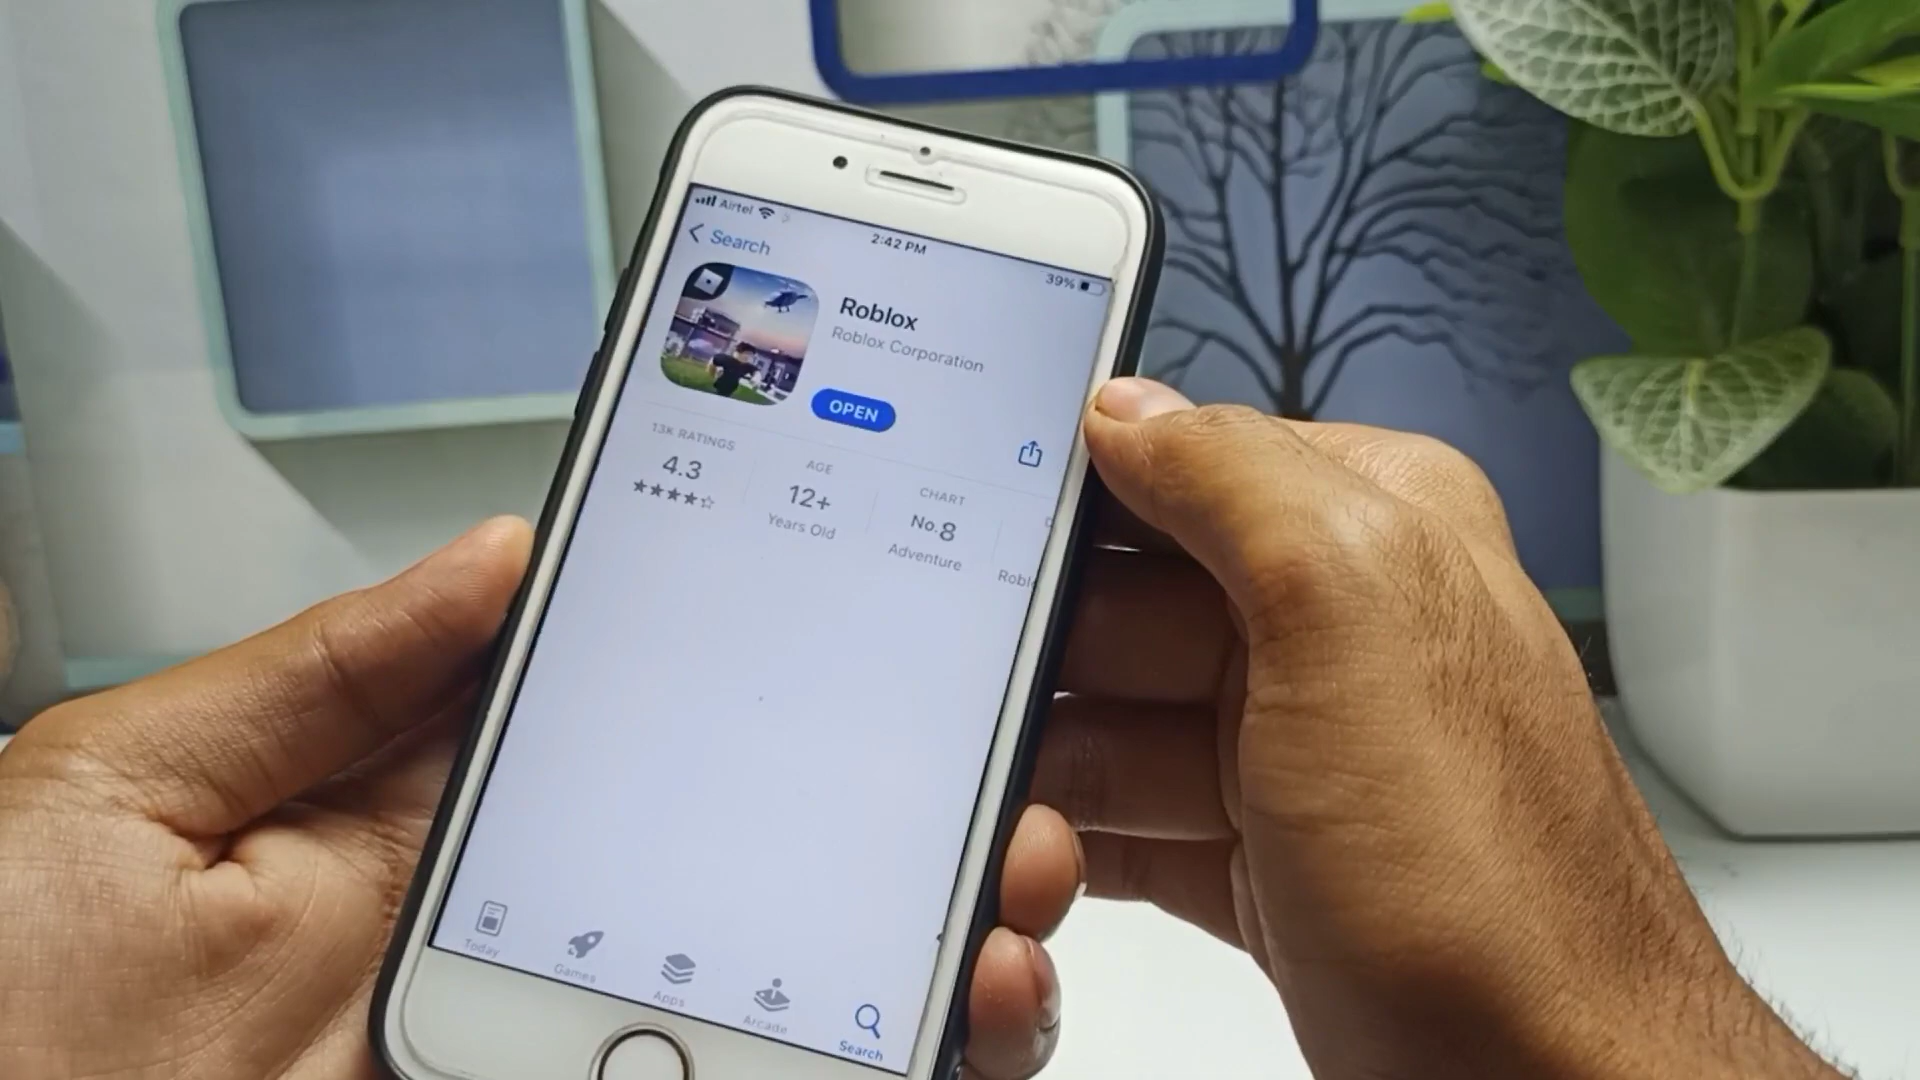 Airtel
2:42 PM
39%
Search
Roblox
Roblox Corporation
OPEN
13K RATINGS
4.3
AGE
12+
Years Old
CHART
No.8
Adventure
Today
Games
Apps
Arcade
Search